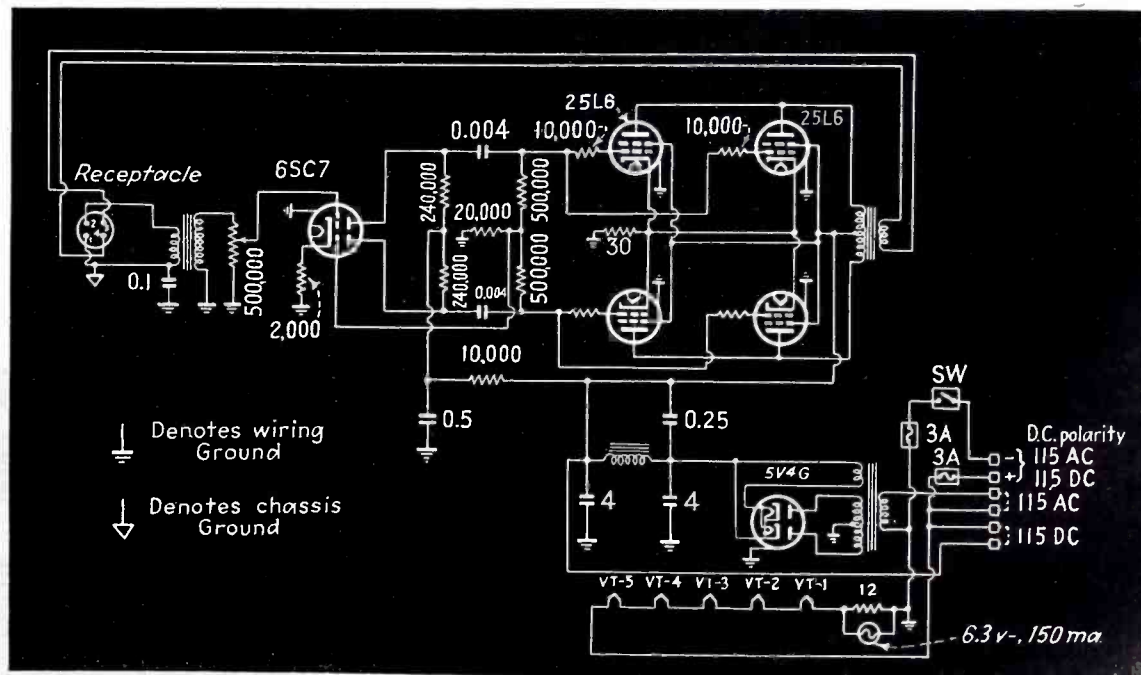 25L6
25L6
0.004
10,000
10,000
Receptacle
6SC7
240,000
500,000
20,000
2
1
30
0.1
500,000
240,000
0.004
500,000
2,000
10,000
SW
0.5
0.25
3A
D.C. polarity
Denotes wiring
Ground
3A
- 115 AC
+ 115 DC
5V4G
115 AC
4
4
Denotes chassis
Ground
115 DC
VT-5
VT-4
VT-3
VT-2
VT-1
12
6.3 v-, 150 ma.